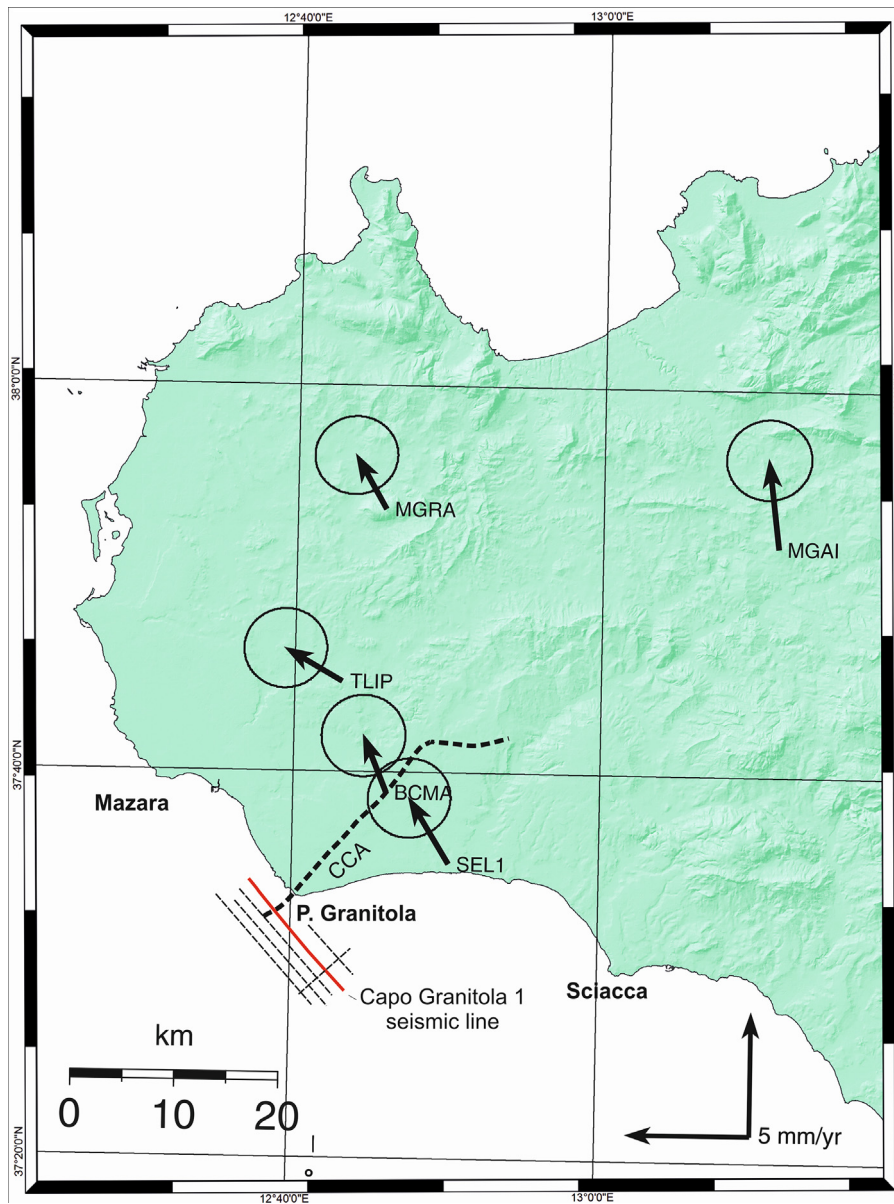 12°40'0"E
13°0'0"E
38°0'0"N
MGRA
MGAI
TLIP
37°40'0"N
BCMA
Mazara
CCA
SEL1
P. Granitola
Sciacca
Capo Granitola 1
seismic line
km
0 10 20
5 mm/yr
37°20'0"N
12°40'0"E
13°0'0"E